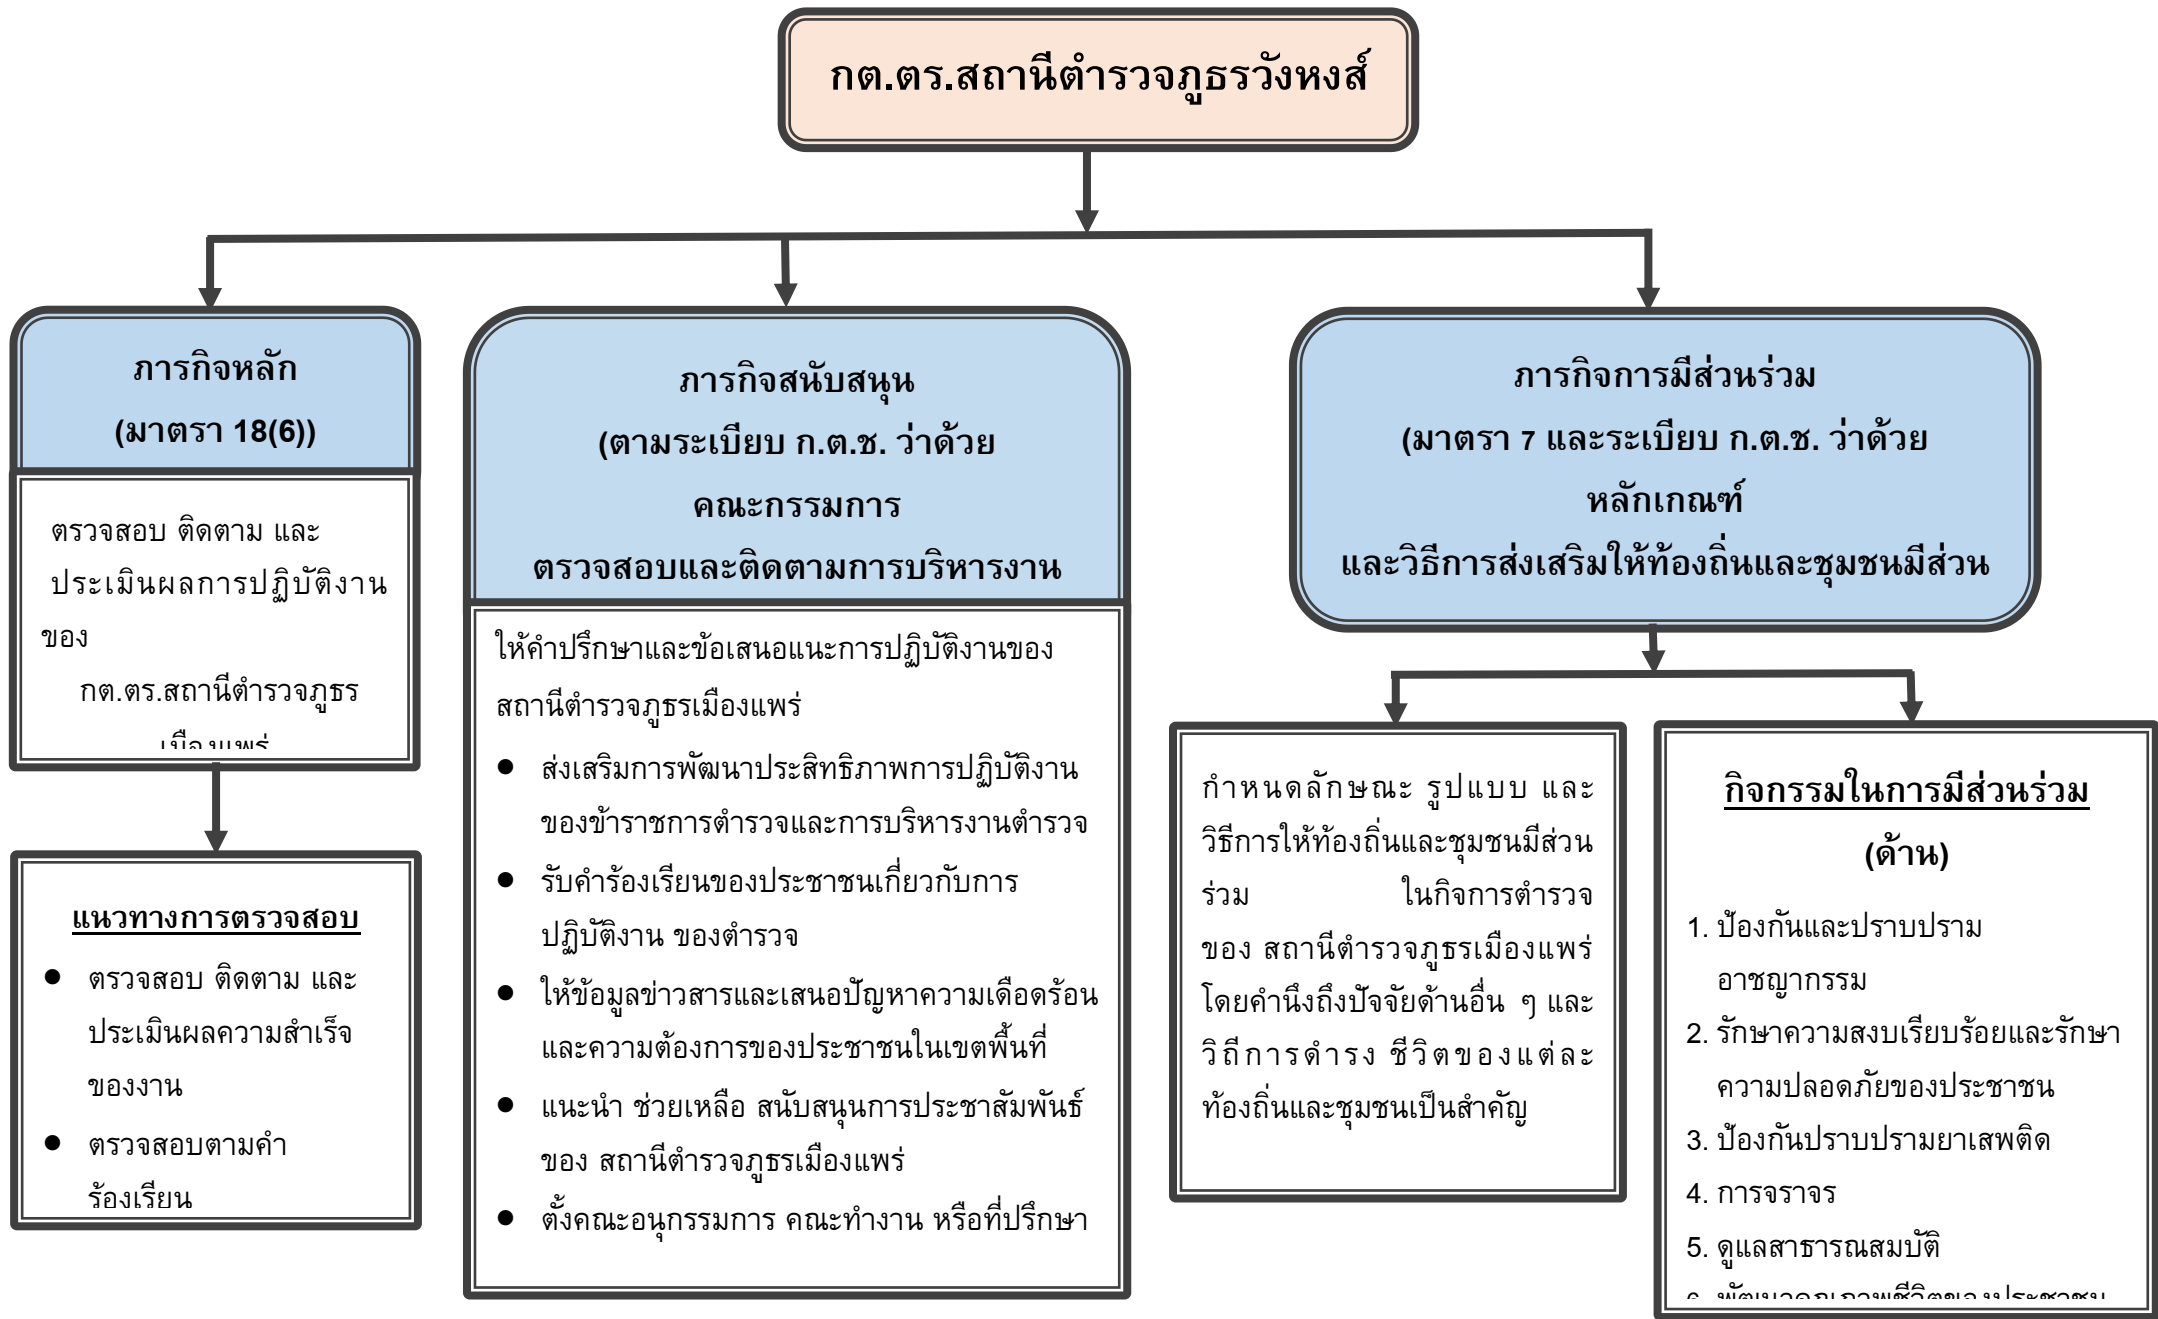 กต.ตร.สถานีตำรวจภูธรวังหงส์
ภารกิจหลัก
(มาตรา 18(6))
ตรวจสอบ ติดตาม และ
ประเมินผลการปฏิบัติงาน
ของ
กต.ตร.สถานีตำรวจภูธร
เมืองแพร่
แนวทางการตรวจสอบ
● ตรวจสอบ ติดตาม และ
ประเมินผลความสำเร็จ
ของงาน
● ตรวจสอบตามคำ
ร้องเรียน
ภารกิจสนับสนุน
(ตามระเบียบ ก.ต.ช. ว่าด้วย
คณะกรรมการ
ตรวจสอบและติดตามการบริหารงาน
ให้คำปรึกษาและข้อเสนอแนะการปฏิบัติงานของ
สถานีตำรวจภูธรเมืองแพร่
● ส่งเสริมการพัฒนาประสิทธิภาพการปฏิบัติงาน
ของข้าราชการตำรวจและการบริหารงานตำรวจ
● รับคำร้องเรียนของประชาชนเกี่ยวกับการ
ปฏิบัติงาน ของตำรวจ
● ให้ข้อมูลข่าวสารและเสนอปัญหาความเดือดร้อน
และความต้องการของประชาชนในเขตพื้นที่
● แนะนำ ช่วยเหลือ สนับสนุนการประชาสัมพันธ์
ของ สถานีตำรวจภูธรเมืองแพร่
● ตั้งคณะอนุกรรมการ คณะทำงาน หรือที่ปรึกษา
ภารกิจการมีส่วนร่วม
(มาตรา 7 และระเบียบ ก.ต.ช. ว่าด้วย
หลักเกณฑ์
และวิธีการส่งเสริมให้ท้องถิ่นและชุมชนมีส่วน
กำหนดลักษณะ รูปแบบ และ
วิธีการให้ท้องถิ่นและชุมชนมีส่วน
ร่วม ในกิจการตำรวจ
ของ สถานีตำรวจภูธรเมืองแพร่
โดยคำนึงถึงปัจจัยด้านอื่น ๆ และ
วิถีการดำรง ชีวิตของแต่ละ
ท้องถิ่นและชุมชนเป็นสำคัญ
กิจกรรมในการมีส่วนร่วม
(ด้าน)
1. ป้องกันและปราบปราม
อาชญากรรม
2. รักษาความสงบเรียบร้อยและรักษา
ความปลอดภัยของประชาชน
3. ป้องกันปราบปรามยาเสพติด
4. การจราจร
5. ดูแลสาธารณสมบัติ
6. พัฒนาคุณภาพชีวิตของประชาชน